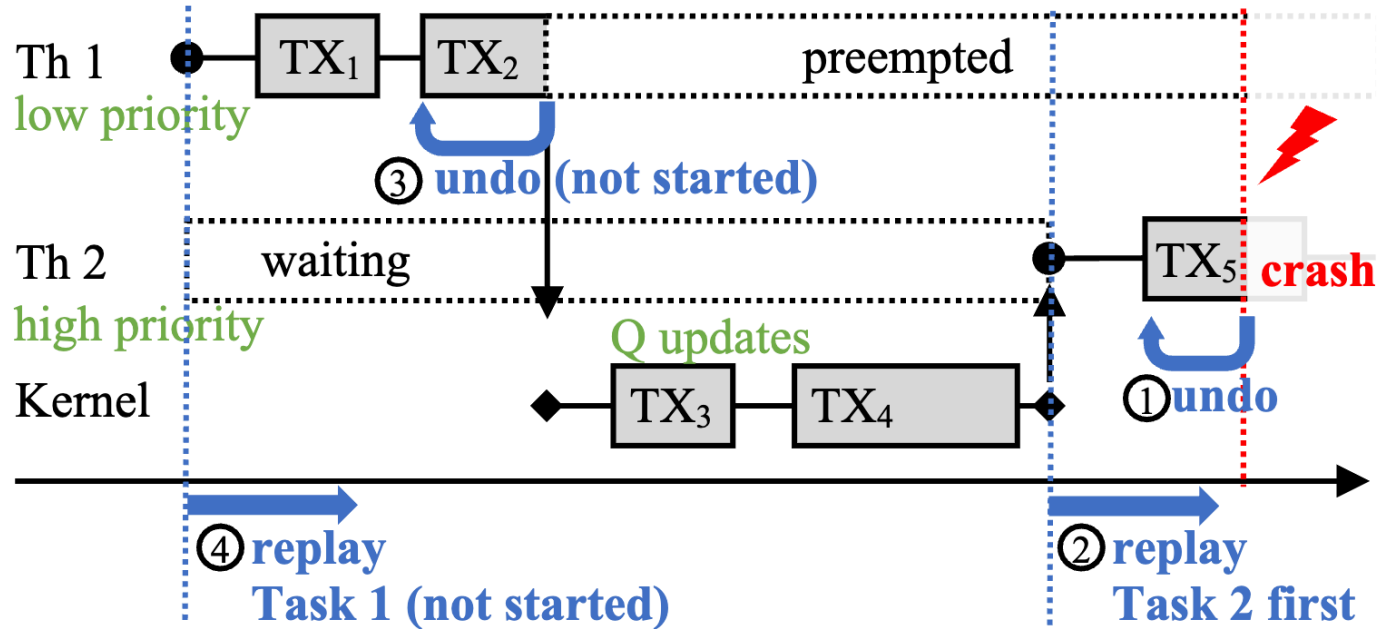 Th 1
low priority
TX₁
TX₂
preempted
③ undo (not started)
Th 2
high priority
waiting
TX₅
crash
Q updates
Kernel
TX₃
TX₄
① undo
④ replay
Task 1 (not started)
② replay
Task 2 first